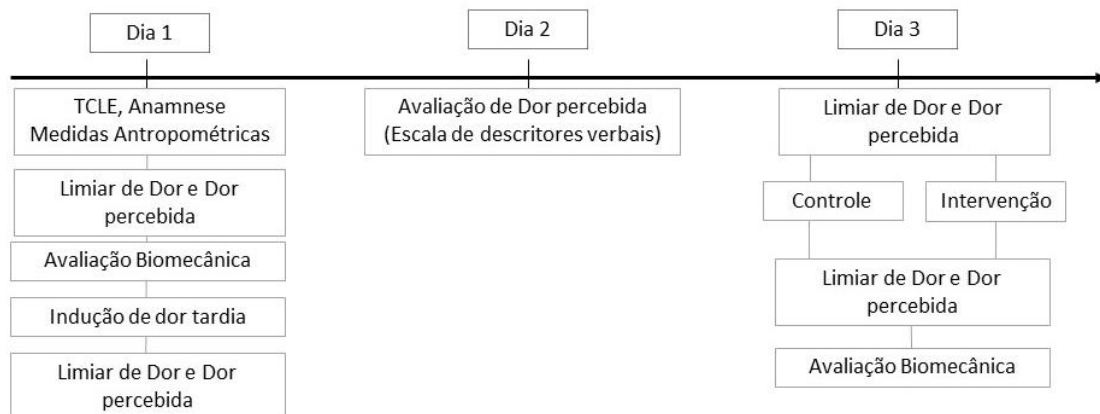 Dia 1
Dia 2
Dia 3
TCLE, Anamnese
Medidas Antropométricas
Limiar de Dor e Dor
percebida
Avaliação Biomecânica
Indução de dor tardia
Limiar de Dor e Dor
percebida
Avaliação de Dor percebida
(Escala de descritores verbais)
Limiar de Dor e Dor
percebida
Controle
Intervenção
Limiar de Dor e Dor
percebida
Avaliação Biomecânica